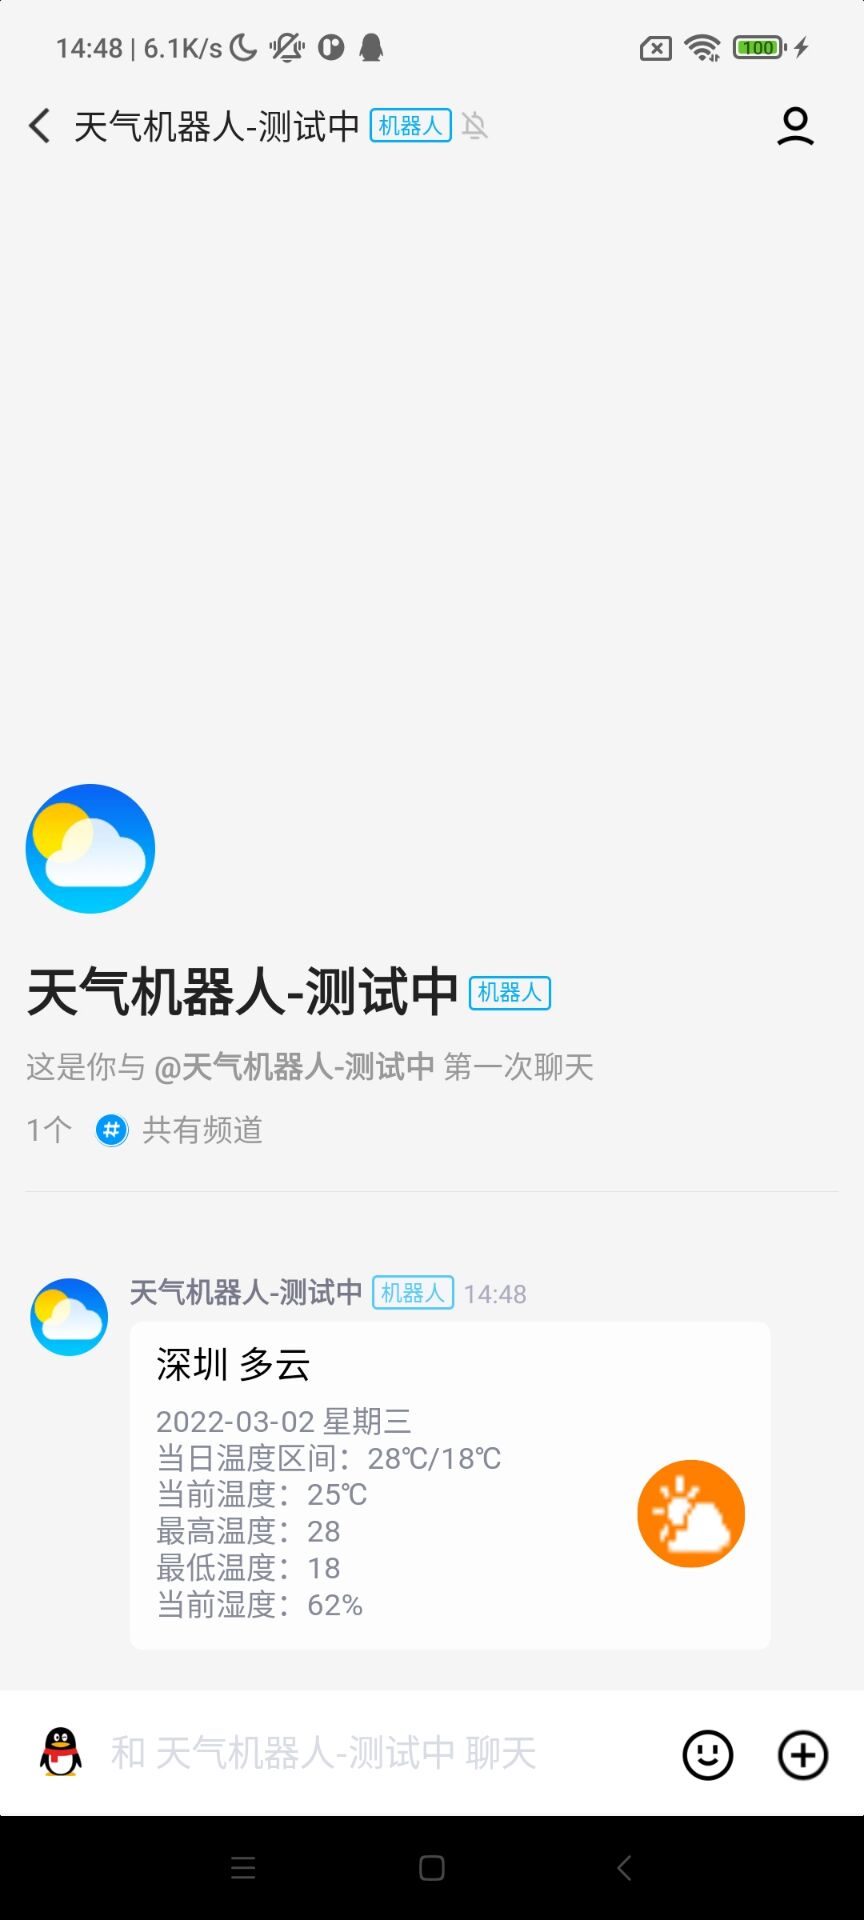 14:48 | 6.1K/s
100
天气机器人-测试中 机器人
天气机器人-测试中 机器人
这是你与 @天气机器人-测试中 第一次聊天
1个 # 共有频道
天气机器人-测试中 机器人 14:48
深圳 多云
2022-03-02 星期三
当日温度区间：28℃/18℃
当前温度：25℃
最高温度：28
最低温度：18
当前湿度：62%
和 天气机器人-测试中 聊天